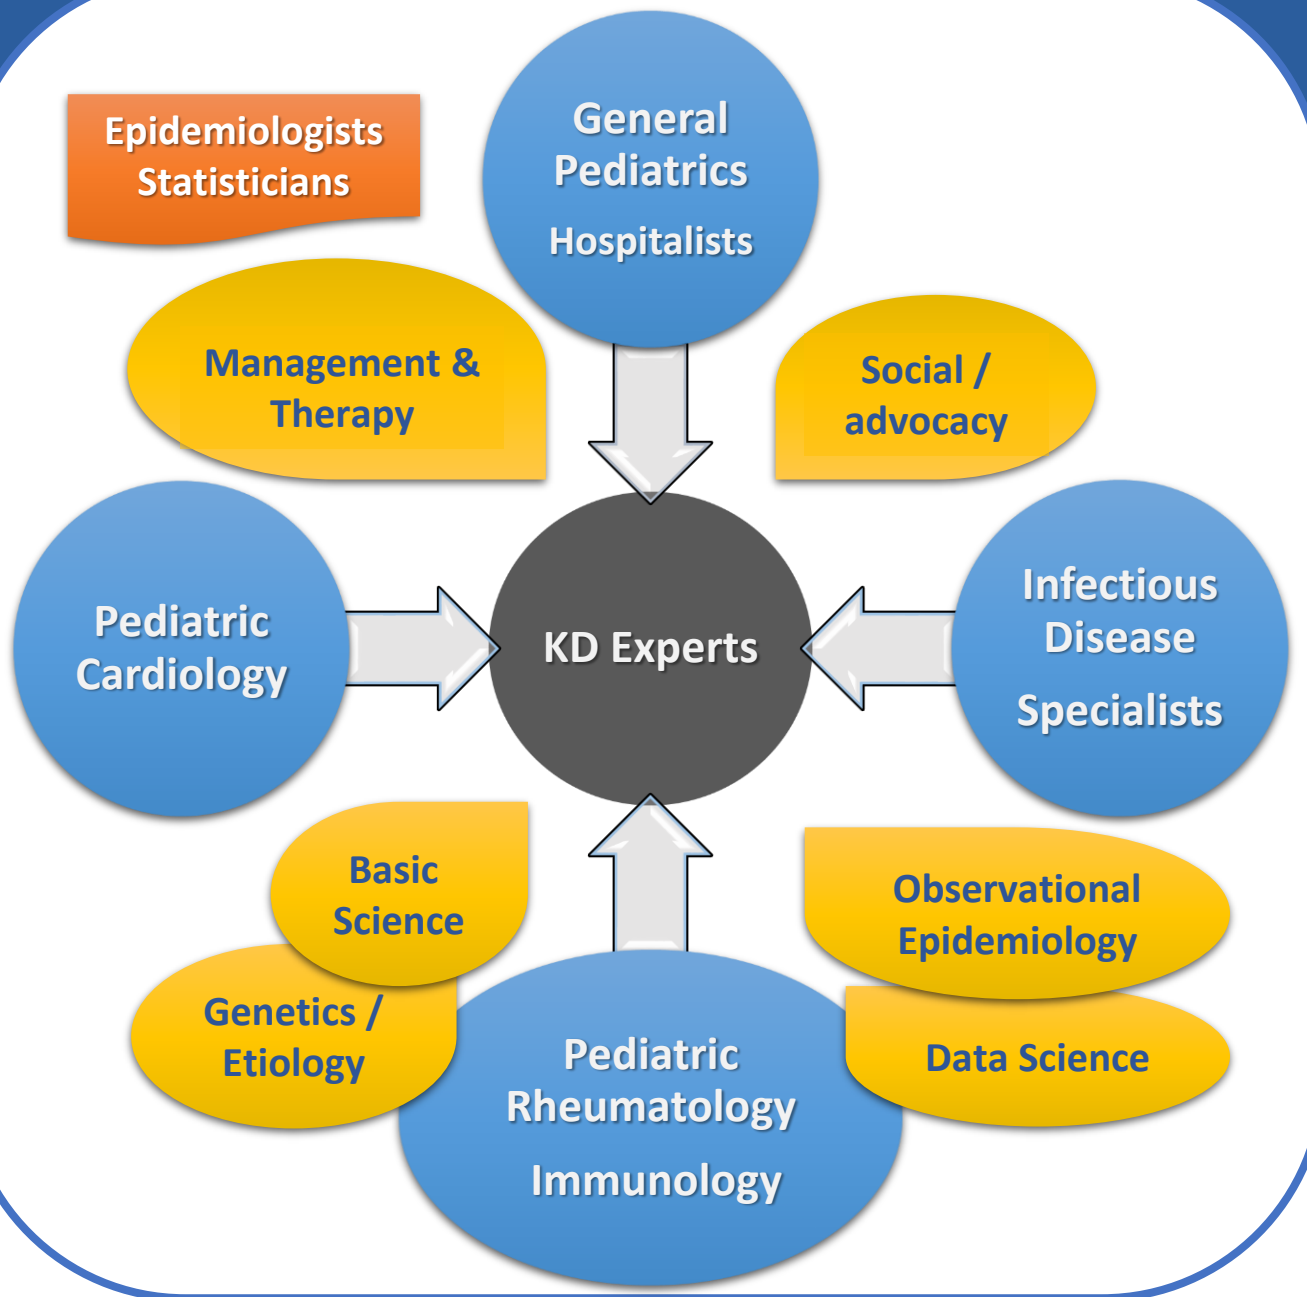 General
Pediatrics
Hospitalists
Epidemiologists
Statisticians
Management &
Therapy
Social /
advocacy
Pediatric
Cardiology
KD Experts
Infectious
Disease
Specialists
Basic
Science
Genetics /
Etiology
Observational
Epidemiology
Data Science
Pediatric
Rheumatology
Immunology